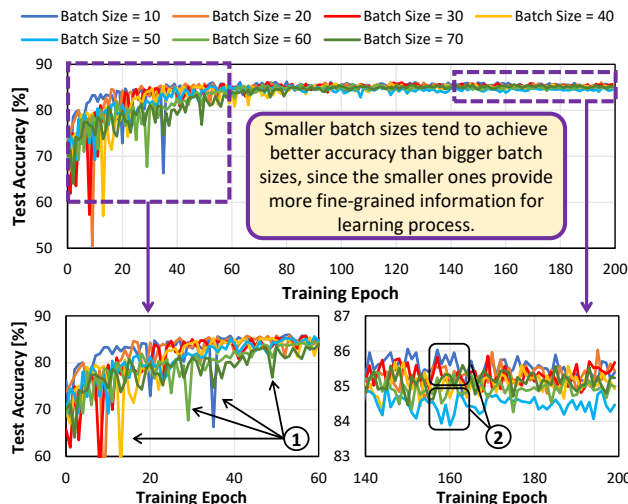 Batch Size = 10 Batch Size = 20 Batch Size = 30 Batch Size = 40
Batch Size = 50 Batch Size = 60 Batch Size = 70
Test Accuracy [%]
90
80
70
60
50
0 20 40 60 80 100 120 140 160 180 200
Training Epoch
Smaller batch sizes tend to achieve
better accuracy than bigger batch
sizes, since the smaller ones provide
more fine-grained information for
learning process.
Test Accuracy [%]
90
80
70
60
0 20 40 60
Training Epoch
1
87
86
85
84
83
140 160 180 200
Training Epoch
2